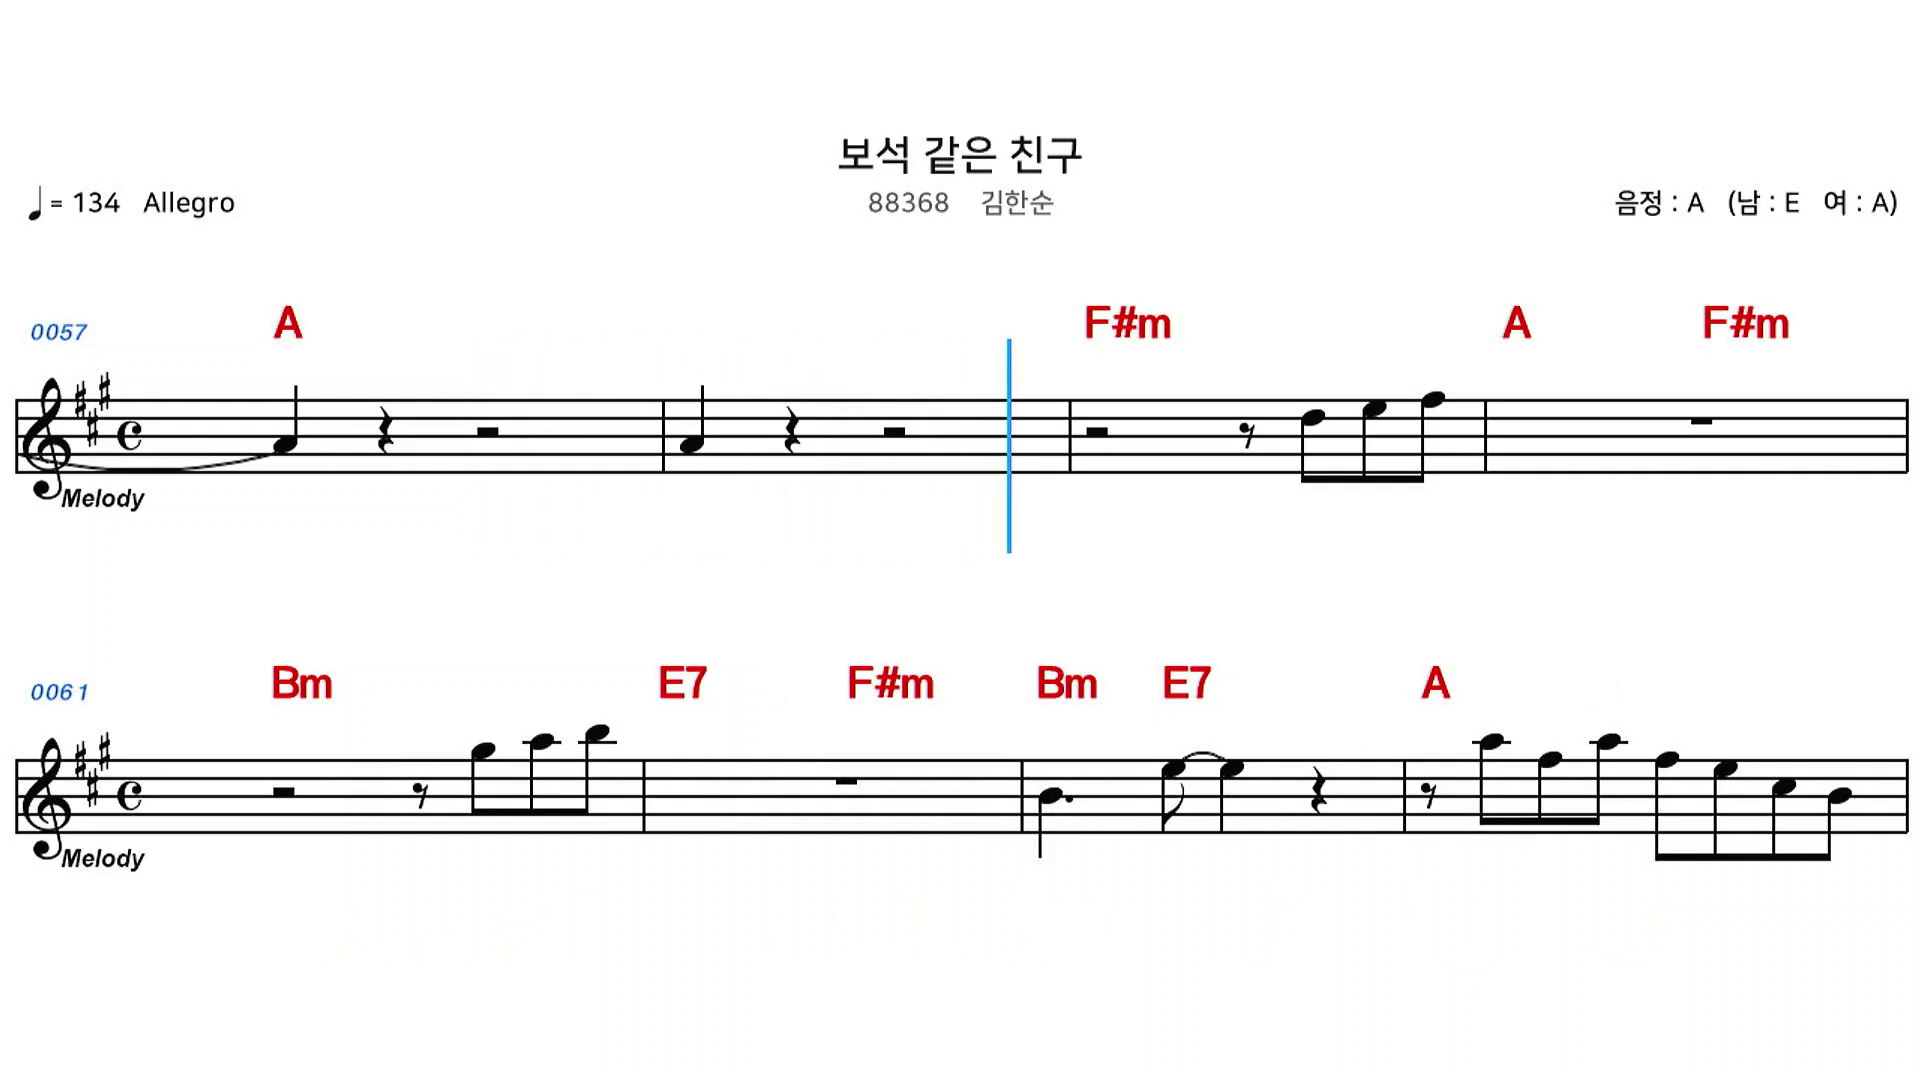 보석 같은 친구
♩= 134 Allegro
88368 김한순
음정 : A (남 : E 여 : A)
0057 A F#m A F#m
Melody
0061 Bm E7 F#m Bm E7 A
Melody